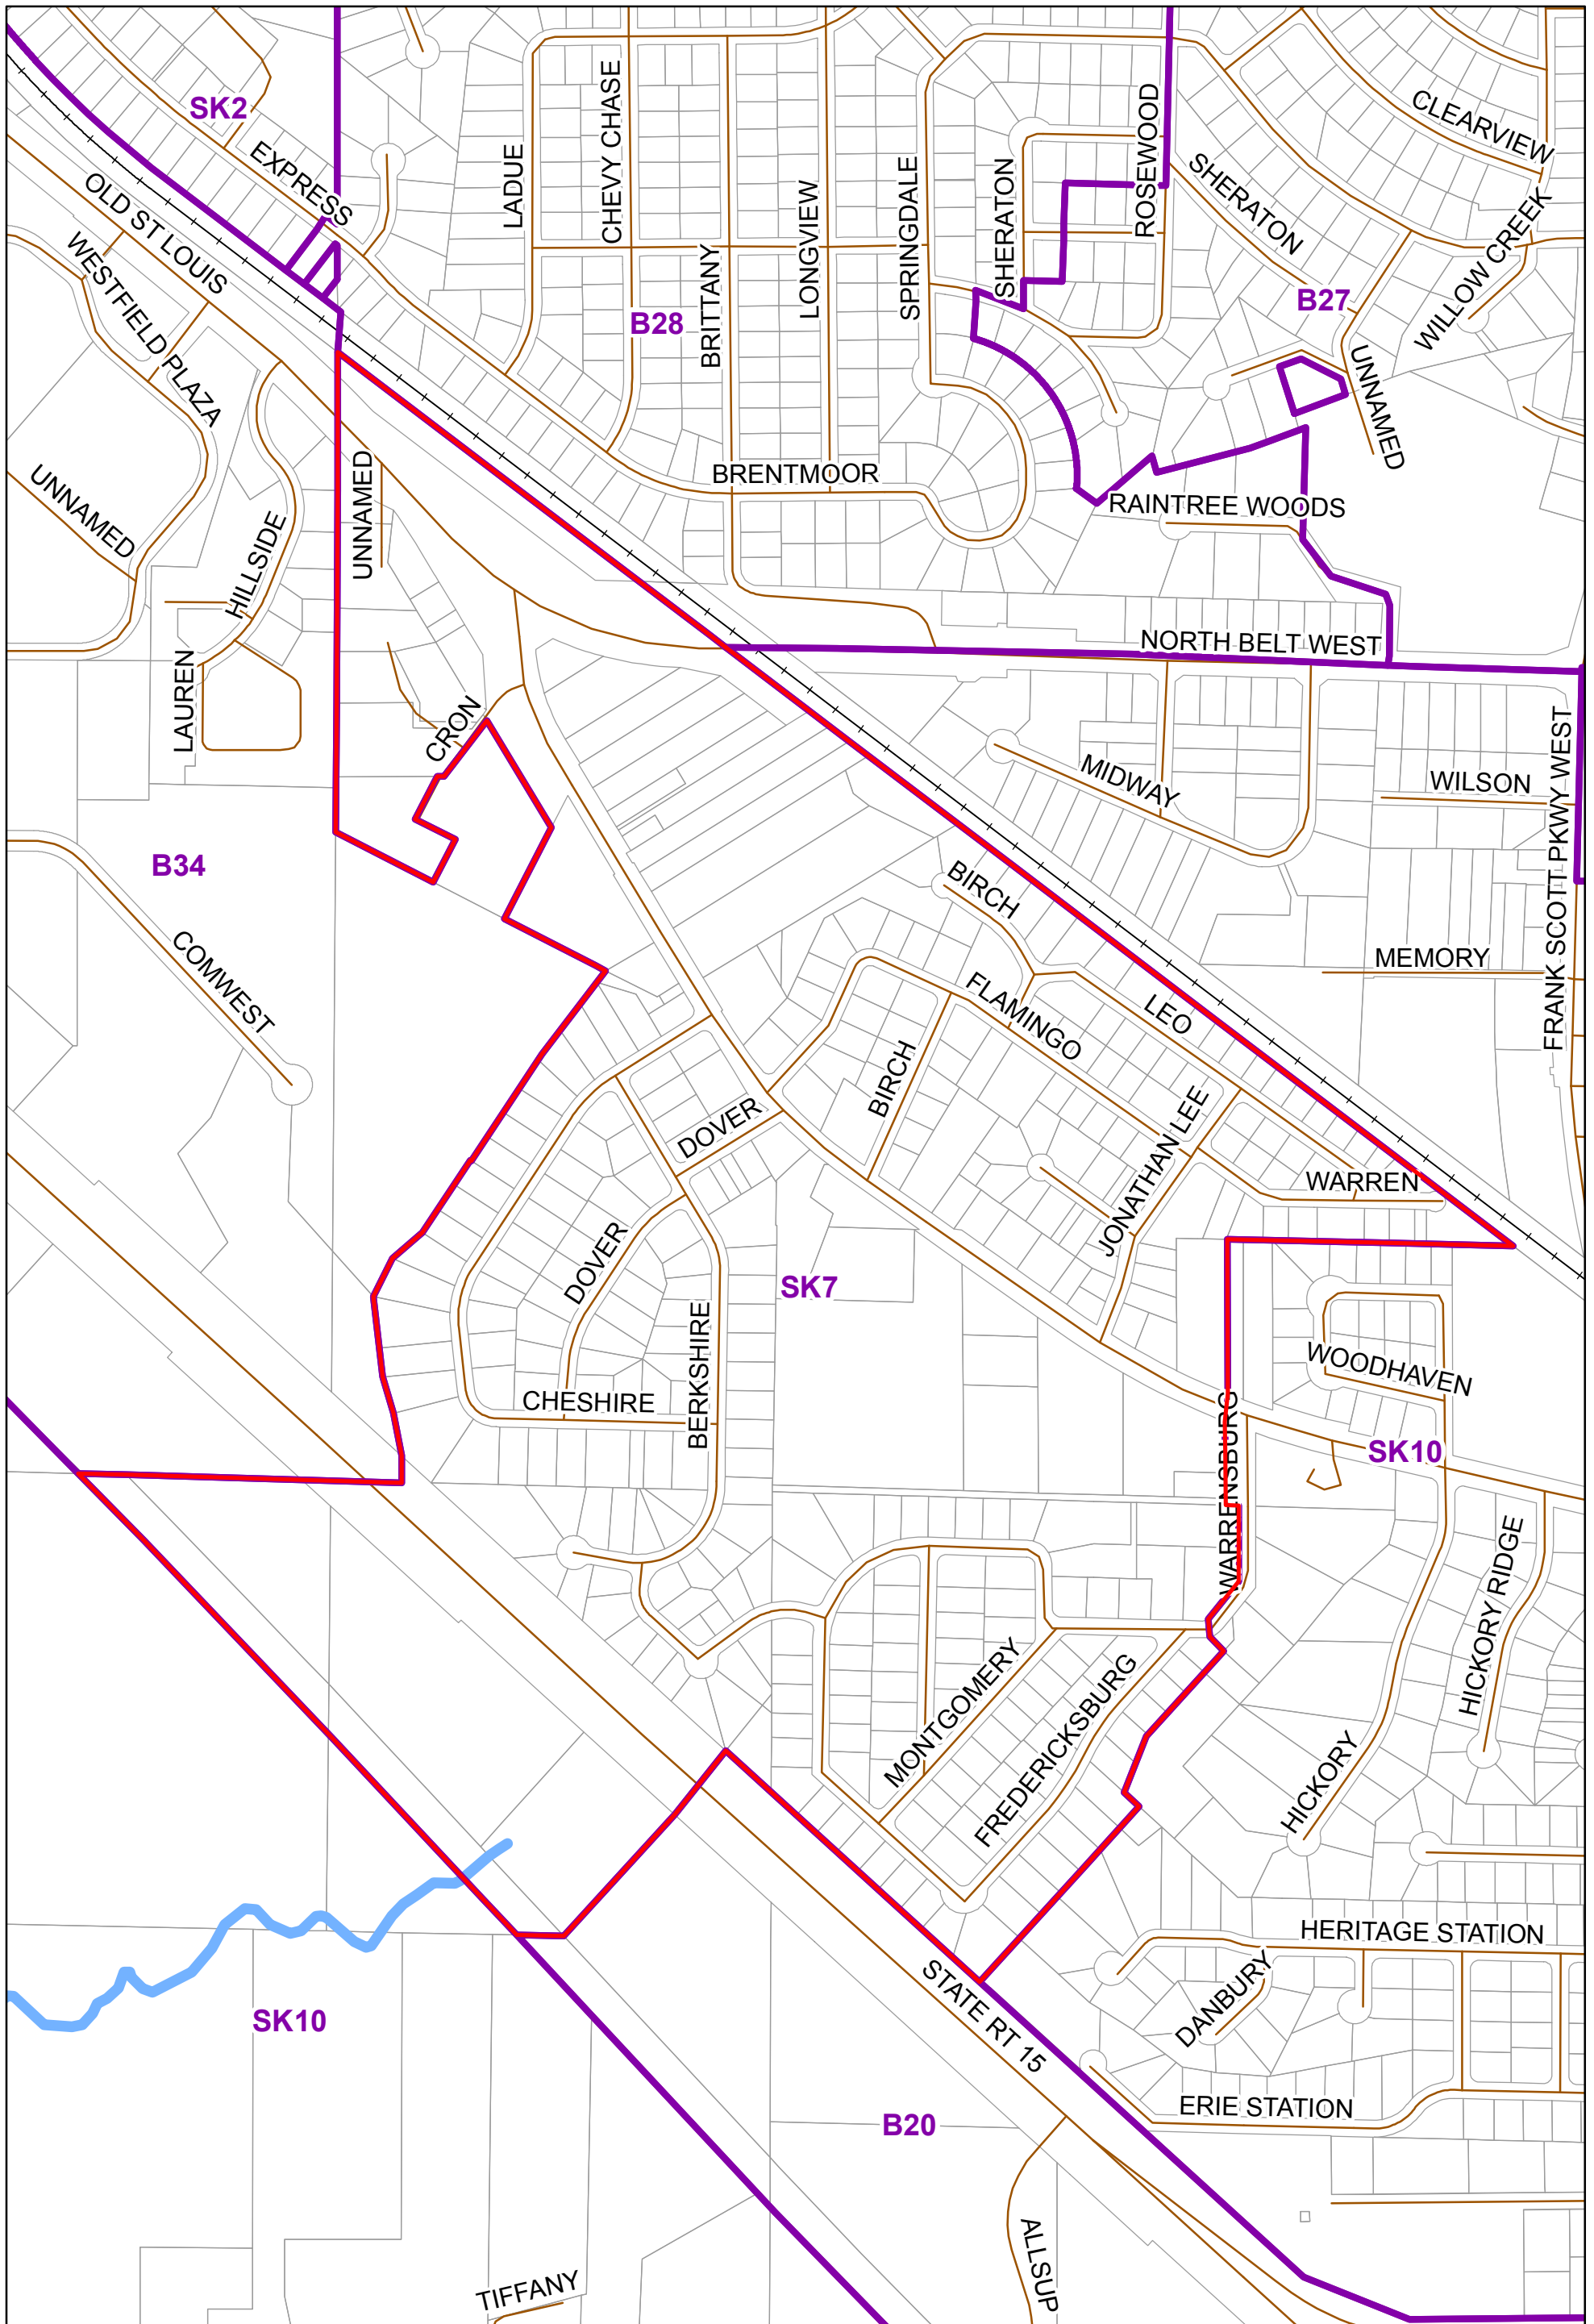 SK2
EXPRESS
OLD ST LOUIS
WESTFIELD PLAZA
LADUE
CHEVY CHASE
BRITTANY
LONGVIEW
SPRINGDALE
SHERATON
ROSEWOOD
SHERATON
CLEARVIEW
WILLOW CREEK
B28
B27
UNNAMED
UNNAMED
UNNAMED
HILLSIDE
BRENTMOOR
RAINTREE WOODS
NORTH BELT WEST
LAUREN
CRON
MIDWAY
WILSON
FRANK SCOTT PKWY WEST
B34
BIRCH
COMWEST
FLAMINGO
LEO
MEMORY
BIRCH
DOVER
JONATHAN LEE
WARREN
DOVER
SK7
BERKSHIRE
CHESHIRE
WOODHAVEN
WARRENSBURG
SK10
HICKORY RIDGE
MONTGOMERY
FREDERICKSBURG
HICKORY
HERITAGE STATION
DANBURY
STATE RT 15
SK10
ERIE STATION
B20
ALLSUP
TIFFANY